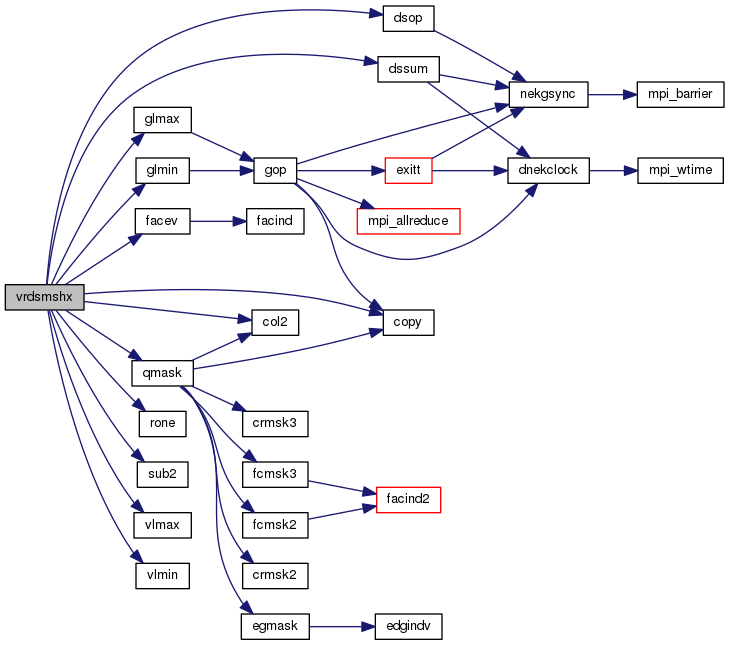 dsop
dssum
nekgsync
mpi_barrier
glmax
glmin
gop
exitt
dnekclock
mpi_wtime
facev
facind
mpi_allreduce
vrdsmshx
col2
copy
qmask
rone
crmsk3
sub2
fcmsk3
facind2
vlmax
fcmsk2
vlmin
crmsk2
egmask
edgindv